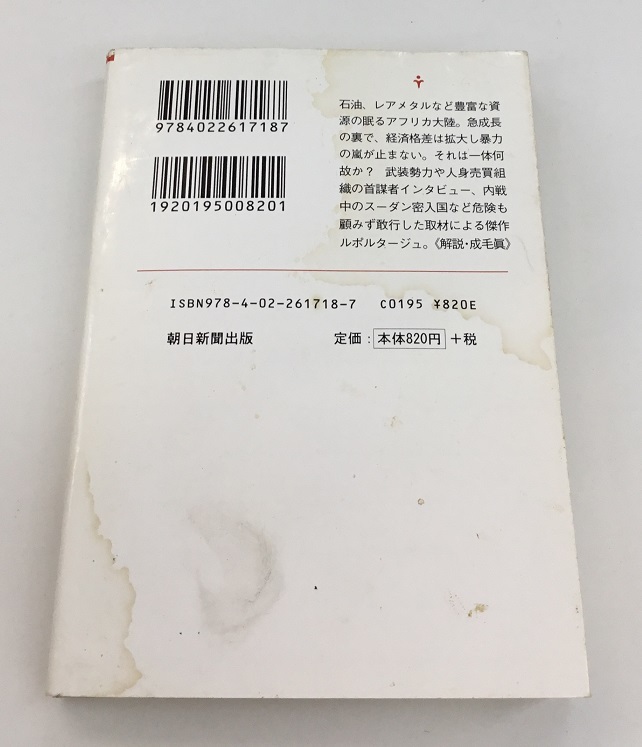 9784022617187
1920195008201
石油、レアメタルなど豊富な資
源の眠るアフリカ大陸。急成長
の裏で、経済格差は拡大し暴力
の嵐が止まない。それは一体何
故か？ 武装勢力や人身売買組
織の首謀者インタビュー、内戦
中のスーダン密入国など危険も
顧みず敢行した取材による傑作
ルポルタージュ。《解説・成毛眞》
ISBN978-4-02-261718-7 C0195 ¥820E
朝日新聞出版 定価：本体820円＋税